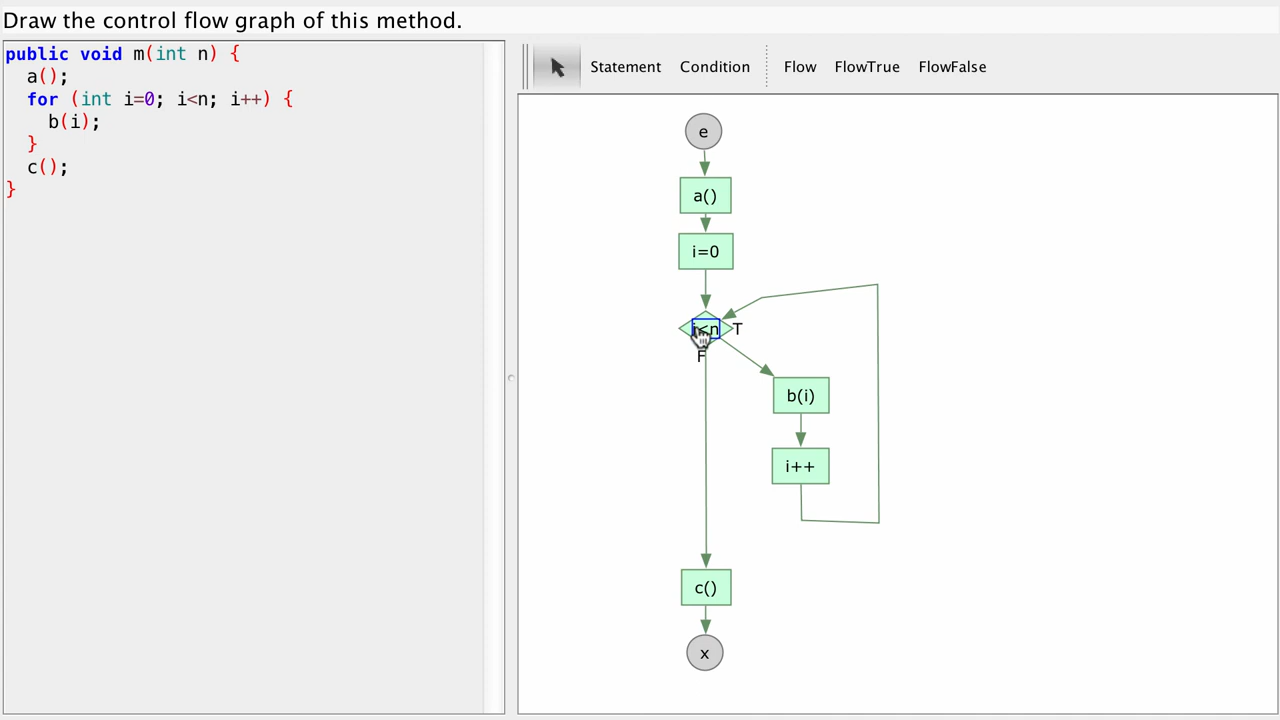 Draw the control flow graph of this method.
public void m(int n) {
a();
for (int i=0; i<n; i++) {
b(i);
}
c();
}
Statement Condition Flow FlowTrue FlowFalse
e
a()
i=0
i<n T
F
b(i)
i++
c()
x